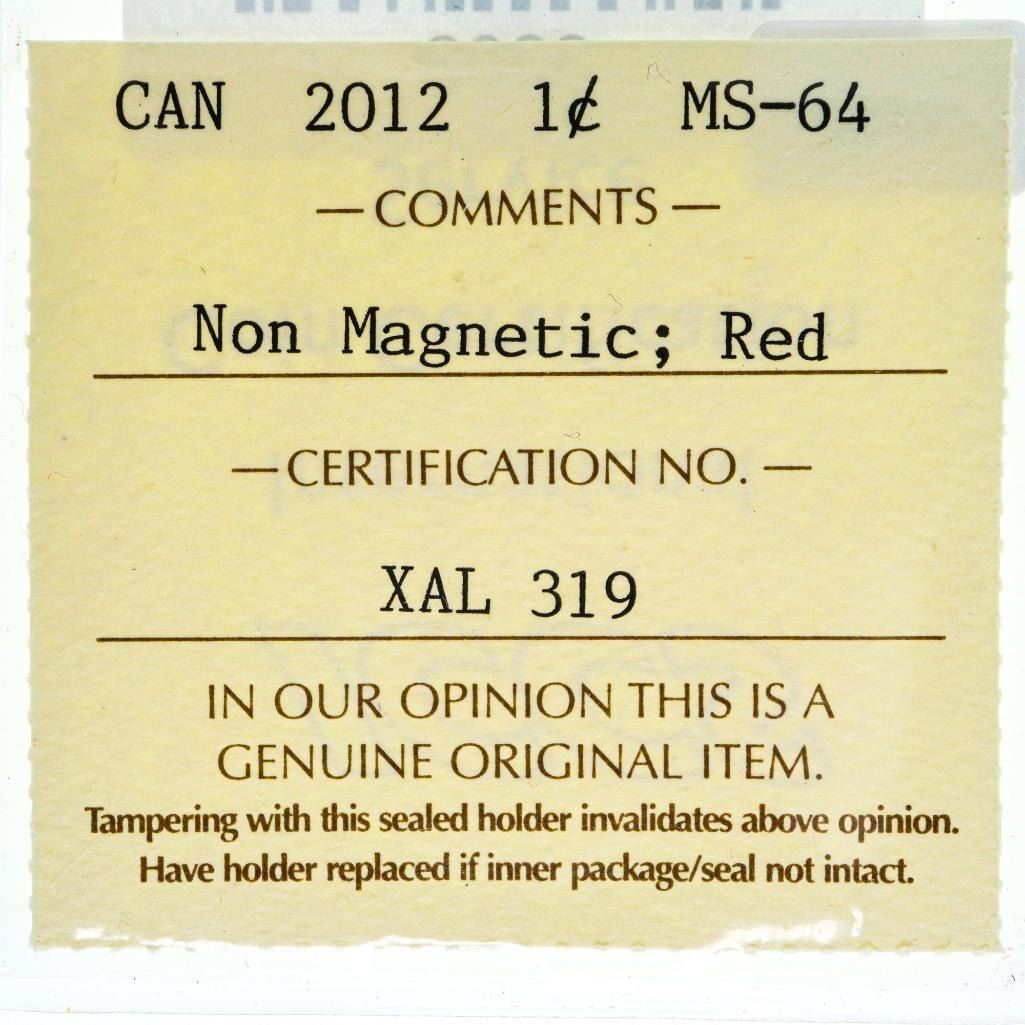 CAN 2012 1¢ MS-64
— COMMENTS —
Non Magnetic; Red
— CERTIFICATION NO. —
XAL 319
IN OUR OPINION THIS IS A
GENUINE ORIGINAL ITEM.
Tampering with this sealed holder invalidates above opinion.
Have holder replaced if inner package/seal not intact.